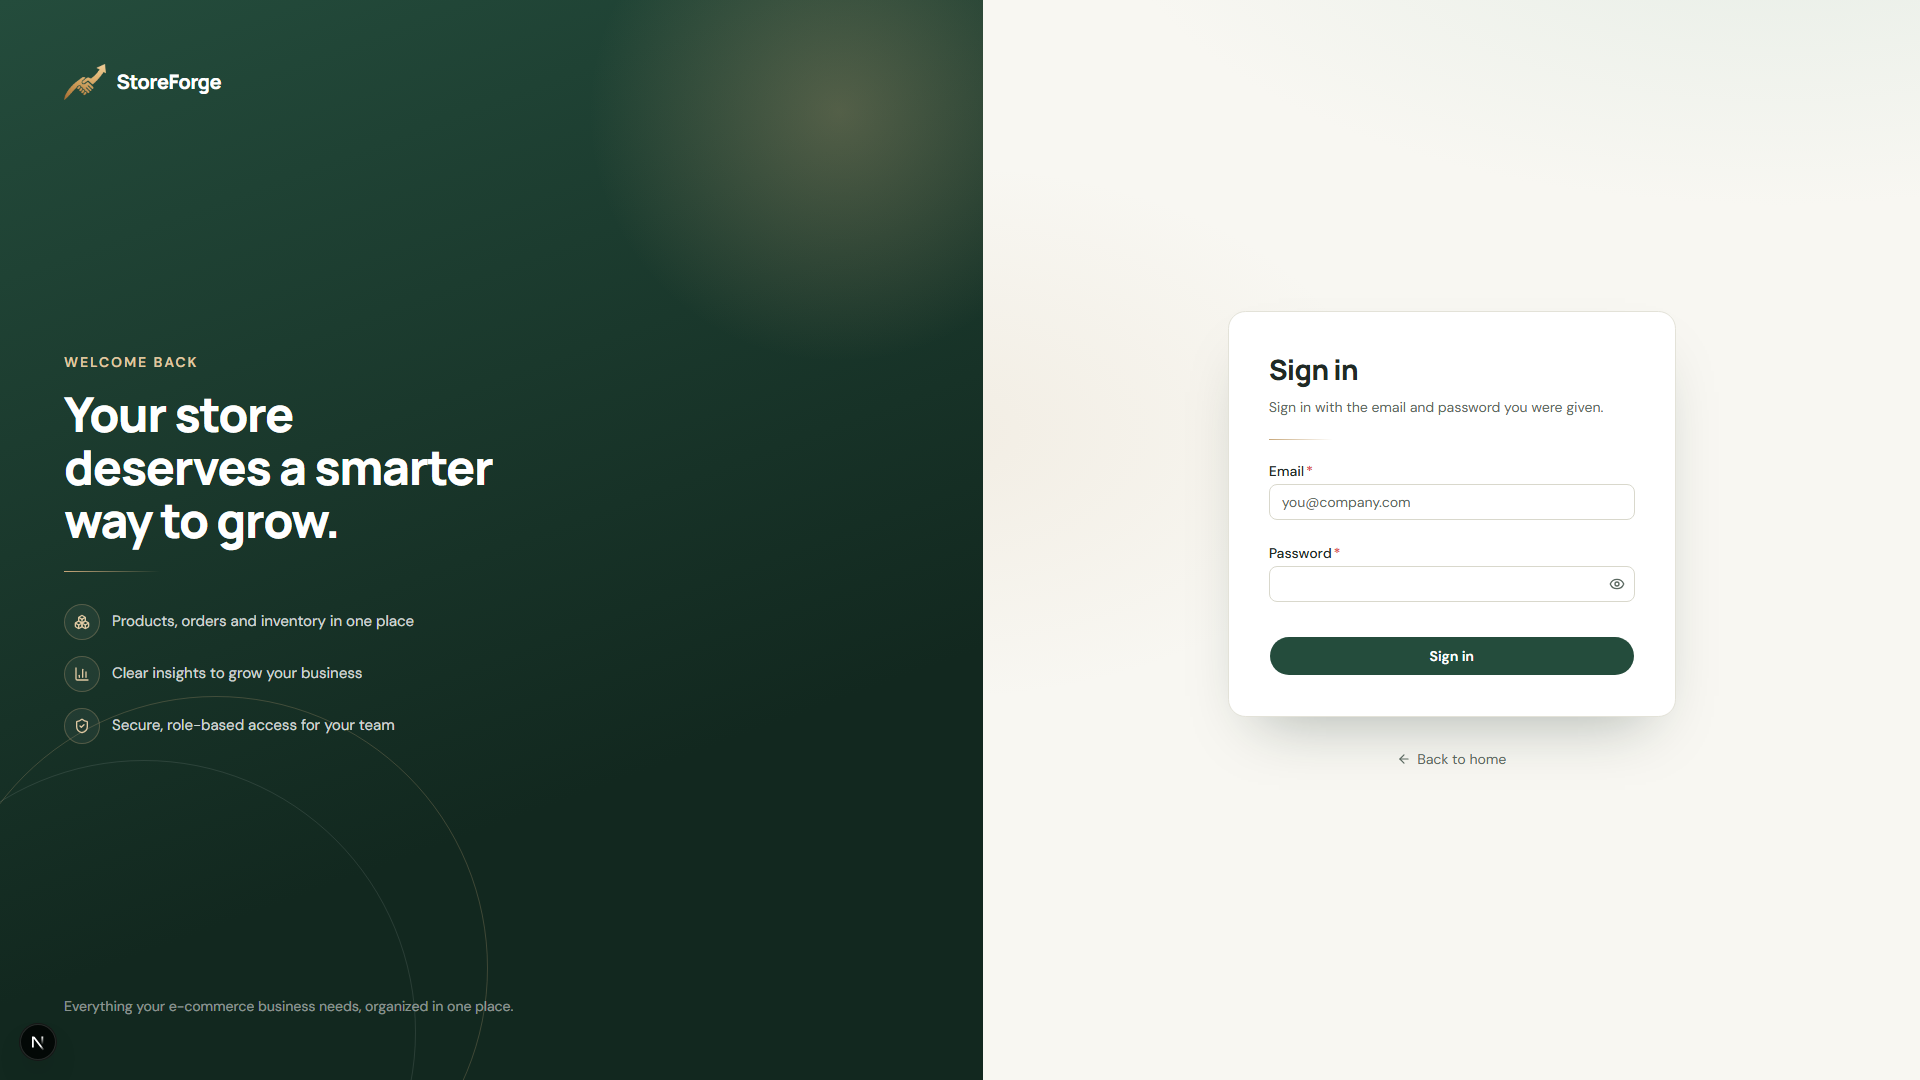 StoreForge
WELCOME BACK
Your store
deserves a smarter
way to grow.
Products, orders and inventory in one place
Clear insights to grow your business
Secure, role-based access for your team
Everything your e-commerce business needs, organized in one place.
N
Sign in
Sign in with the email and password you were given.
Email *
you@company.com
Password *
Sign in
← Back to home